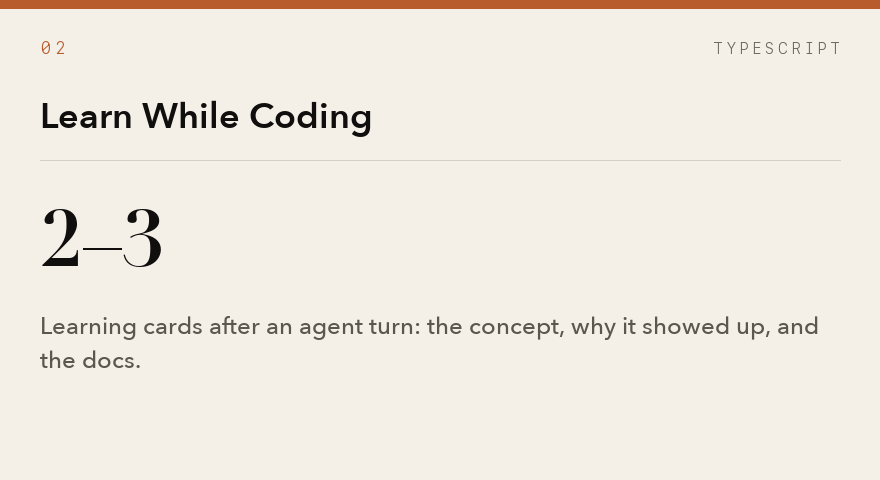 02
TYPESCRIPT
Learn While Coding
2–3
Learning cards after an agent turn: the concept, why it showed up, and
the docs.